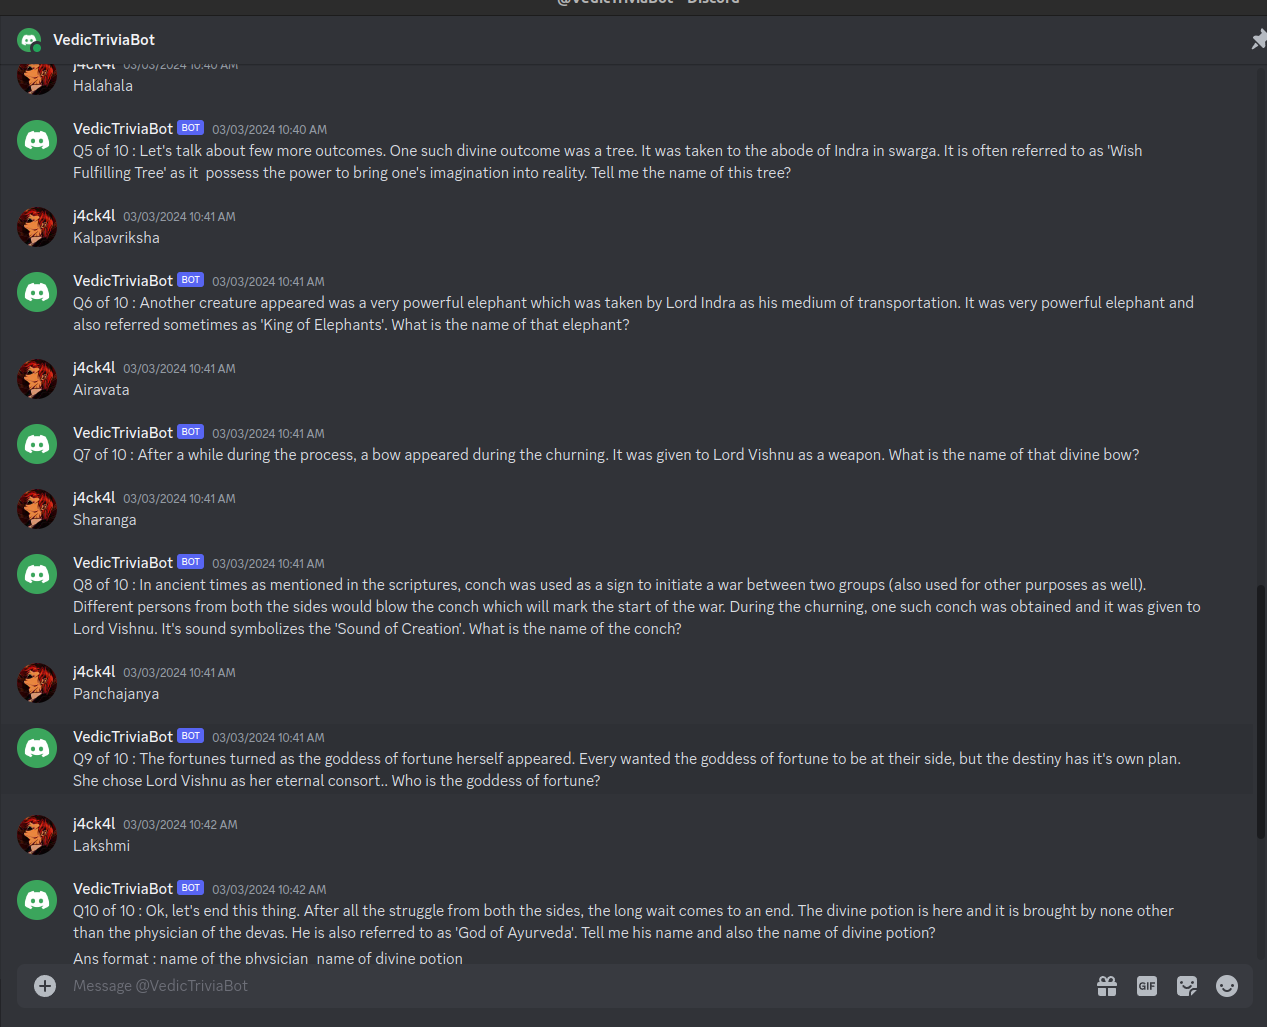 @VedicTriviaBot - Discord
VedicTriviaBot
j4ck4l 03/03/2024 10:40 AM
Halahala
VedicTriviaBot BOT 03/03/2024 10:40 AM
Q5 of 10 : Let's talk about few more outcomes. One such divine outcome was a tree. It was taken to the abode of Indra in swarga. It is often referred to as 'Wish
Fulfilling Tree' as it  possess the power to bring one's imagination into reality. Tell me the name of this tree?
j4ck4l 03/03/2024 10:41 AM
Kalpavriksha
VedicTriviaBot BOT 03/03/2024 10:41 AM
Q6 of 10 : Another creature appeared was a very powerful elephant which was taken by Lord Indra as his medium of transportation. It was very powerful elephant and
also referred sometimes as 'King of Elephants'. What is the name of that elephant?
j4ck4l 03/03/2024 10:41 AM
Airavata
VedicTriviaBot BOT 03/03/2024 10:41 AM
Q7 of 10 : After a while during the process, a bow appeared during the churning. It was given to Lord Vishnu as a weapon. What is the name of that divine bow?
j4ck4l 03/03/2024 10:41 AM
Sharanga
VedicTriviaBot BOT 03/03/2024 10:41 AM
Q8 of 10 : In ancient times as mentioned in the scriptures, conch was used as a sign to initiate a war between two groups (also used for other purposes as well).
Different persons from both the sides would blow the conch which will mark the start of the war. During the churning, one such conch was obtained and it was given to
Lord Vishnu. It's sound symbolizes the 'Sound of Creation'. What is the name of the conch?
j4ck4l 03/03/2024 10:41 AM
Panchajanya
VedicTriviaBot BOT 03/03/2024 10:41 AM
Q9 of 10 : The fortunes turned as the goddess of fortune herself appeared. Every wanted the goddess of fortune to be at their side, but the destiny has it's own plan.
She chose Lord Vishnu as her eternal consort.. Who is the goddess of fortune?
j4ck4l 03/03/2024 10:42 AM
Lakshmi
VedicTriviaBot BOT 03/03/2024 10:42 AM
Q10 of 10 : Ok, let's end this thing. After all the struggle from both the sides, the long wait comes to an end. The divine potion is here and it is brought by none other
than the physician of the devas. He is also referred to as 'God of Ayurveda'. Tell me his name and also the name of divine potion?
Ans format : name of the physician_name of divine potion
Message @VedicTriviaBot
GIF